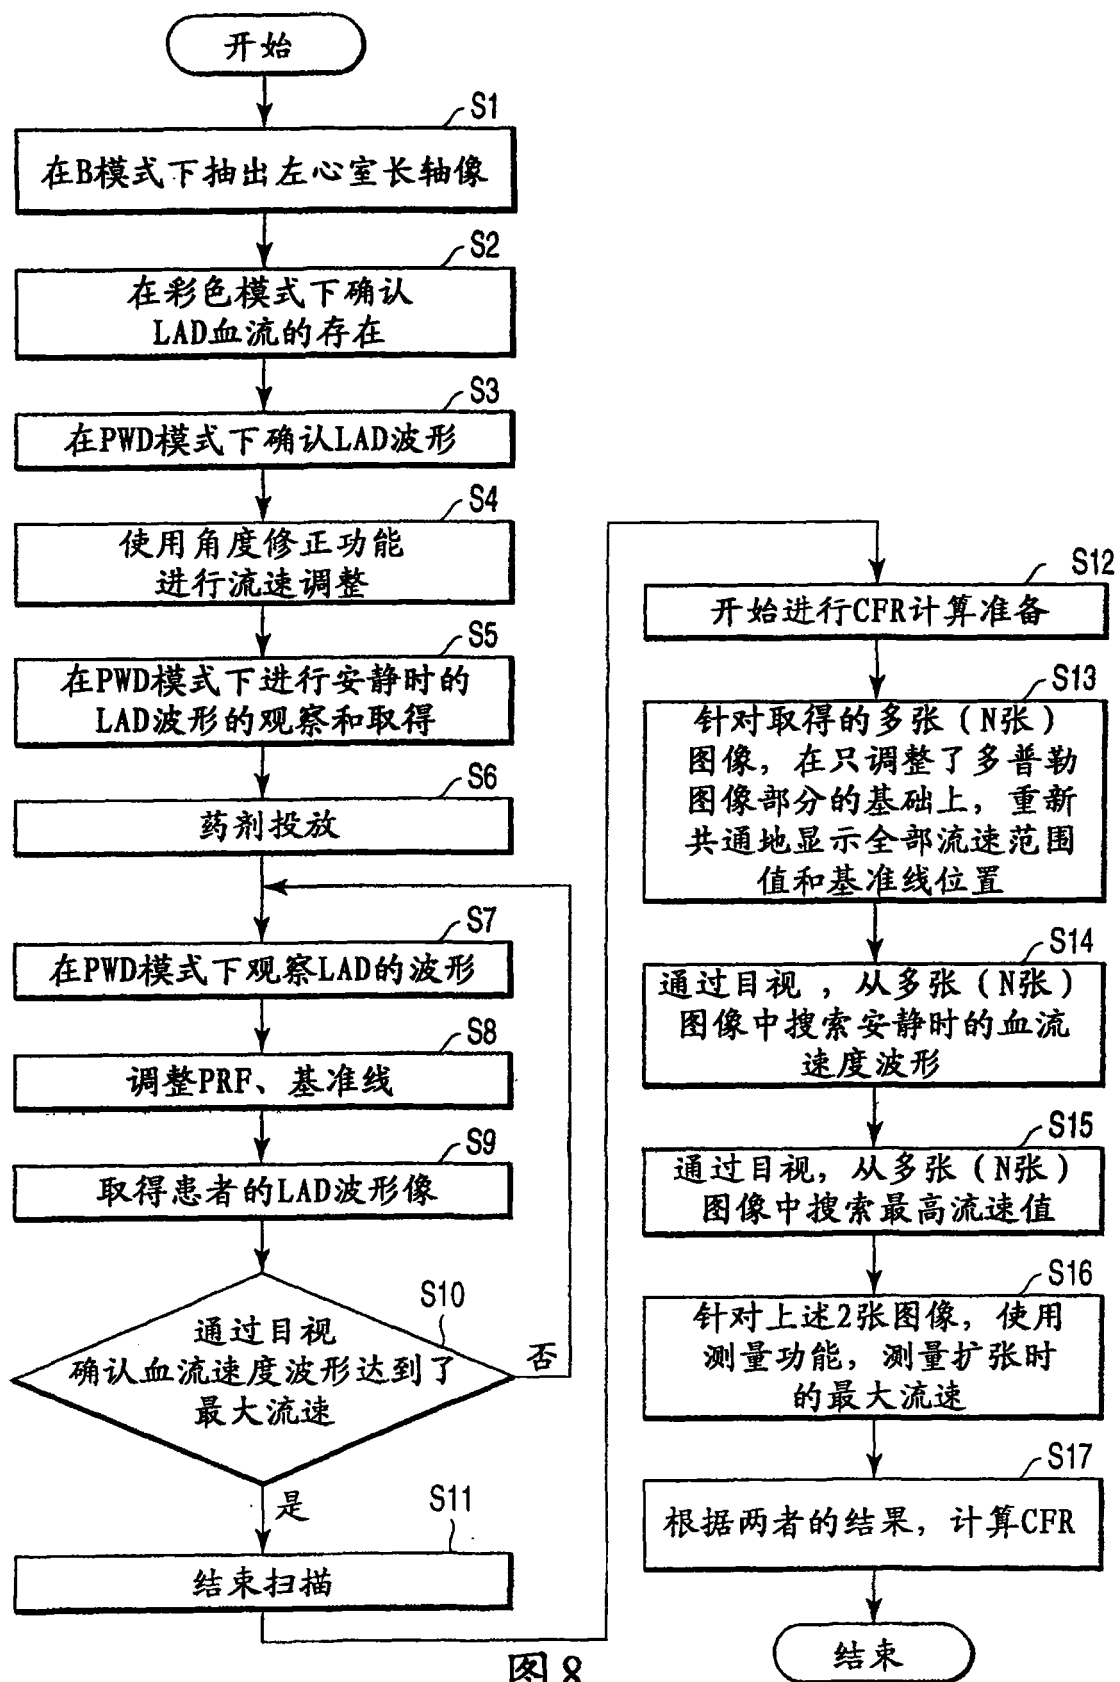 开始
S1
在B模式下抽出左心室长轴像
S2
在彩色模式下确认
LAD血流的存在
S3
在PWD模式下确认LAD波形
S4
使用角度修正功能
进行流速调整
S5
在PWD模式下进行安静时的
LAD波形的观察和取得
S6
药剂投放
S7
在PWD模式下观察LAD的波形
S8
调整PRF、基准线
S9
取得患者的LAD波形像
S10
通过目视
确认血流速度波形达到了
最大流速
否
是
S11
结束扫描
S12
开始进行CFR计算准备
S13
针对取得的多张（N张）
图像，在只调整了多普勒
图像部分的基础上，重新
共通地显示全部流速范围
值和基准线位置
S14
通过目视，从多张（N张）
图像中搜索安静时的血流
速度波形
S15
通过目视，从多张（N张）
图像中搜索最高流速值
S16
针对上述2张图像，使用
测量功能，测量扩张时
的最大流速
S17
根据两者的结果，计算CFR
结束
图8